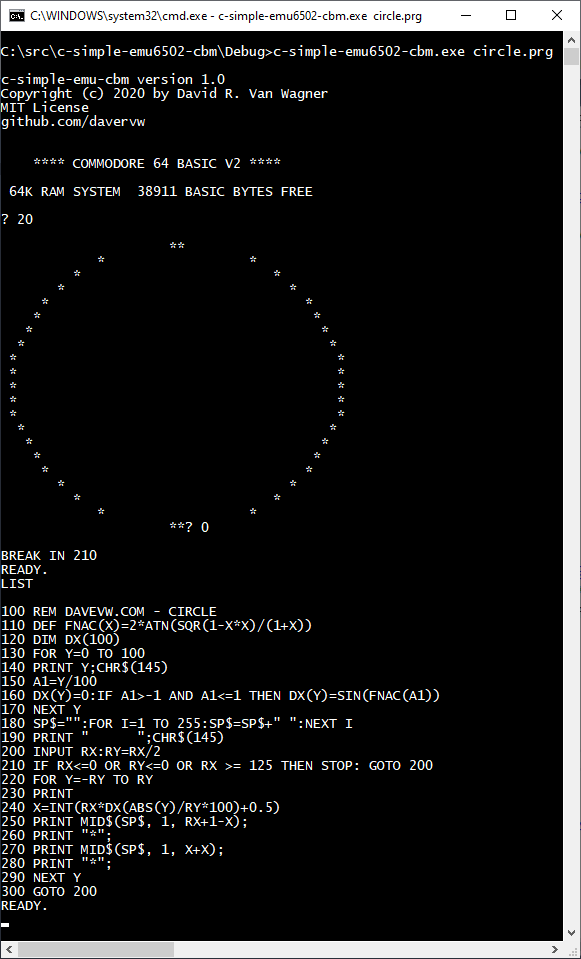 C:\WINDOWS\system32\cmd.exe - c-simple-emu6502-cbm.exe circle.prg
C:\src\c-simple-emu6502-cbm\Debug>c-simple-emu6502-cbm.exe circle.prg
c-simple-emu-cbm version 1.0
Copyright (c) 2020 by David R. Van Wagner
MIT License
github.com/davervw
**** COMMODORE 64 BASIC V2 ****
64K RAM SYSTEM  38911 BASIC BYTES FREE
? 20
**
*                  *
*                        *
*                            *
*                                *
*                                  *
*                                    *
*                                      *
*                                        *
*                                        *
*                                        *
*                                        *
*                                        *
*                                      *
*                                    *
*                                  *
*                                *
*                            *
*                        *
*                  *
**? 0
BREAK IN 210
READY.
LIST
100 REM DAVEVW.COM - CIRCLE
110 DEF FNAC(X)=2*ATN(SQR(1-X*X)/(1+X))
120 DIM DX(100)
130 FOR Y=0 TO 100
140 PRINT Y;CHR$(145)
150 A1=Y/100
160 DX(Y)=0:IF A1>-1 AND A1<=1 THEN DX(Y)=SIN(FNAC(A1))
170 NEXT Y
180 SP$="":FOR I=1 TO 255:SP$=SP$+" ":NEXT I
190 PRINT "      ";CHR$(145)
200 INPUT RX:RY=RX/2
210 IF RX<=0 OR RY<=0 OR RX >= 125 THEN STOP: GOTO 200
220 FOR Y=-RY TO RY
230 PRINT
240 X=INT(RX*DX(ABS(Y)/RY*100)+0.5)
250 PRINT MID$(SP$, 1, RX+1-X);
260 PRINT "*";
270 PRINT MID$(SP$, 1, X+X);
280 PRINT "*";
290 NEXT Y
300 GOTO 200
READY.